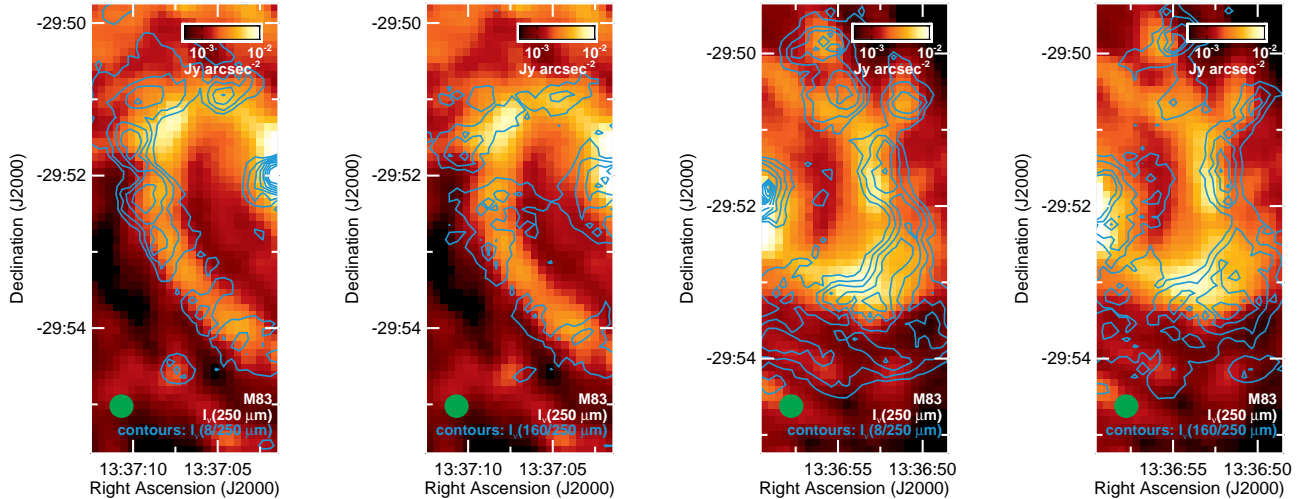 -29:50
-29:52
-29:54
Declination (J2000)
10^-3 10^-2
Jy arcsec^-2
M83
I_ν(250 μm)
contours: I_ν(8/250 μm)
13:37:10 13:37:05
Right Ascension (J2000)
-29:50
-29:52
-29:54
Declination (J2000)
10^-3 10^-2
Jy arcsec^-2
M83
I_ν(250 μm)
contours: I_ν(160/250 μm)
13:37:10 13:37:05
Right Ascension (J2000)
-29:50
-29:52
-29:54
Declination (J2000)
10^-3 10^-2
Jy arcsec^-2
M83
I_ν(250 μm)
contours: I_ν(8/250 μm)
13:36:55 13:36:50
Right Ascension (J2000)
-29:50
-29:52
-29:54
Declination (J2000)
10^-3 10^-2
Jy arcsec^-2
M83
I_ν(250 μm)
contours: I_ν(160/250 μm)
13:36:55 13:36:50
Right Ascension (J2000)